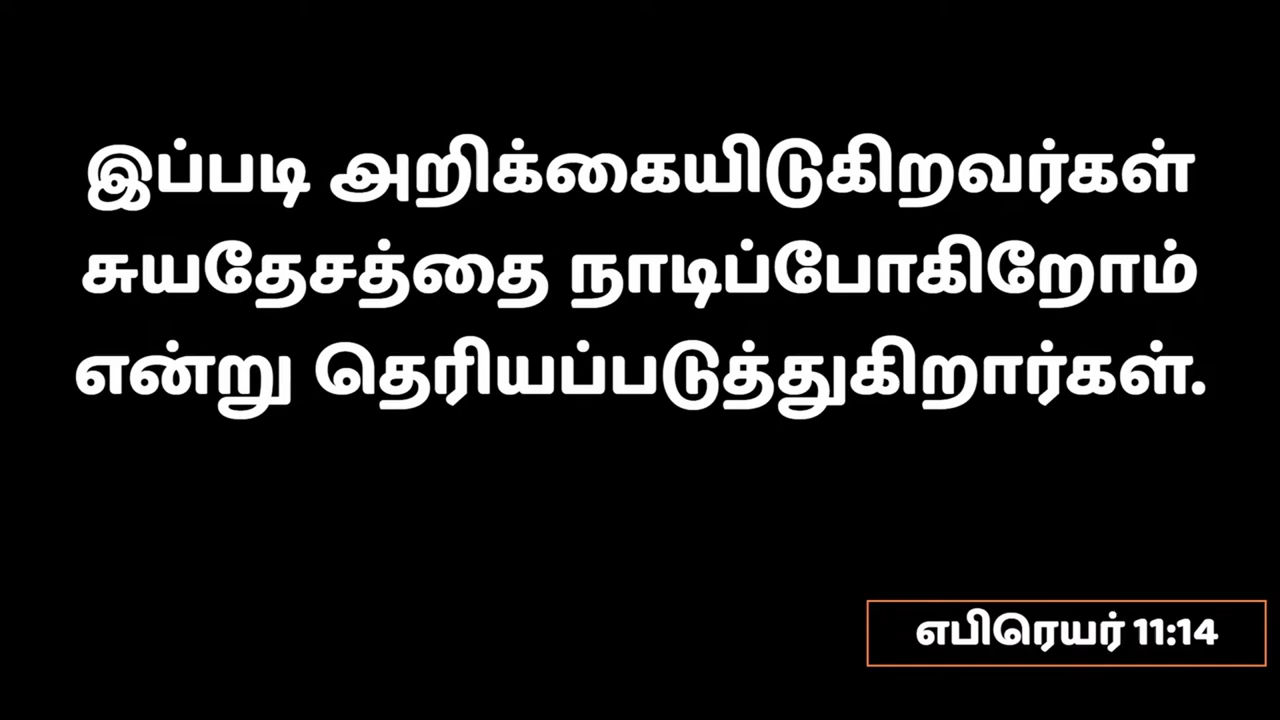 இப்படி அறிக்கையிடுகிறவர்கள்
சுயதேசத்தை நாடிப்போகிறோம்
என்று தெரியப்படுத்துகிறார்கள்.
எபிரெயர் 11:14